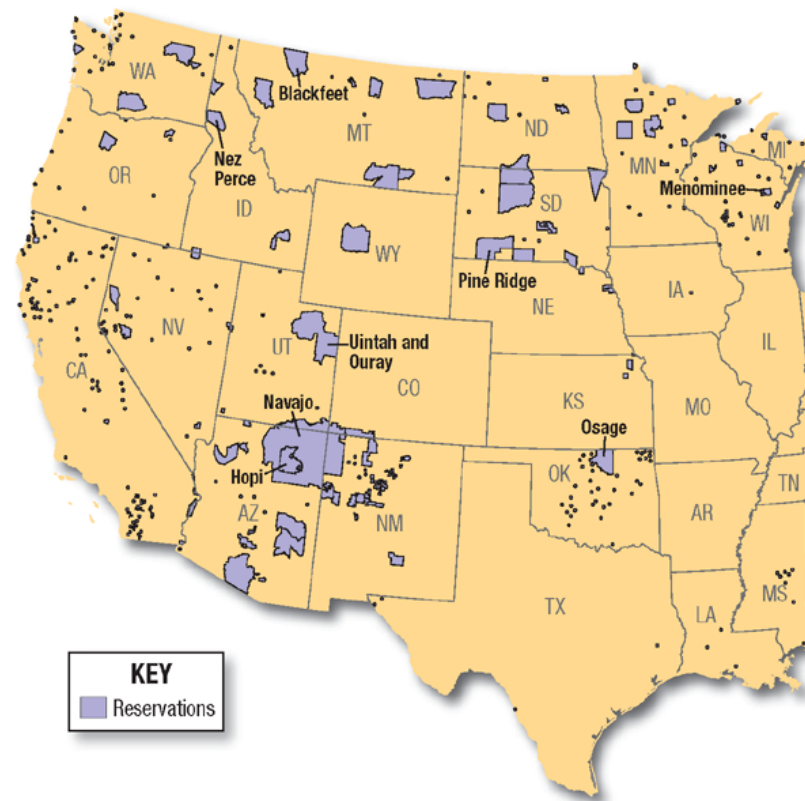 WA
Blackfeet
MT
ND
MN
MI
Nez
Perce
OR
ID
SD
Menominee
WI
WY
Pine Ridge
IA
NE
NV
UT
Uintah and
Ouray
IL
CA
CO
KS
MO
Navajo
Osage
Hopi
OK
TN
AZ
NM
AR
MS
TX
LA
KEY
Reservations